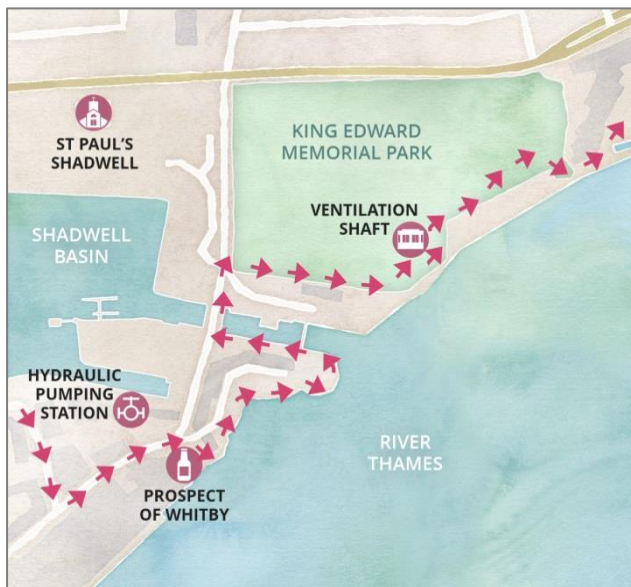 ST PAUL'S
SHADWELL
KING EDWARD
MEMORIAL PARK
VENTILATION
SHAFT
SHADWELL
BASIN
HYDRAULIC
PUMPING
STATION
RIVER
THAMES
PROSPECT
OF WHITBY